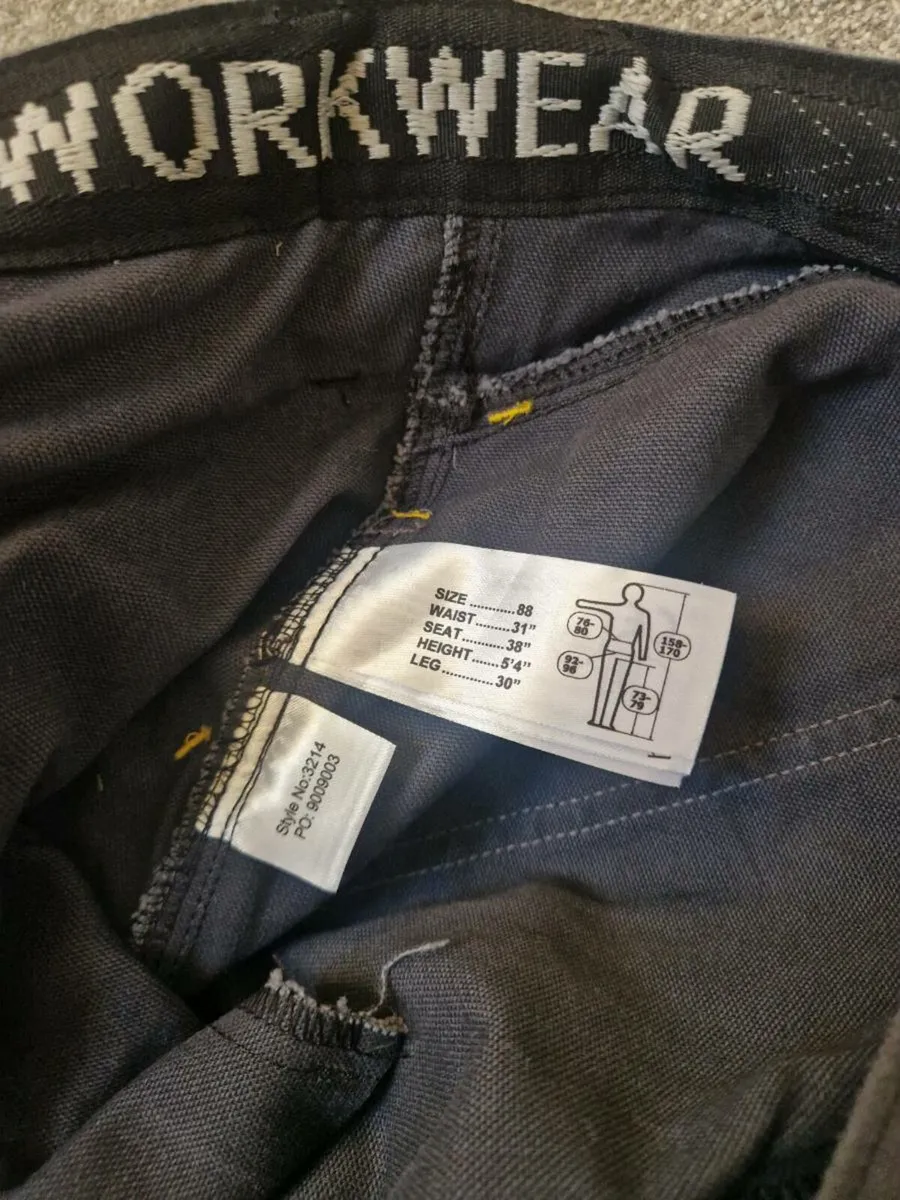 WORKWEAR
SIZE ...........88
WAIST.........31"
SEAT...........38"
HEIGHT.......5'4"
LEG.............30"
76-
80
158-
170
92-
96
73-
79
Style No:3214
PO: 9009003